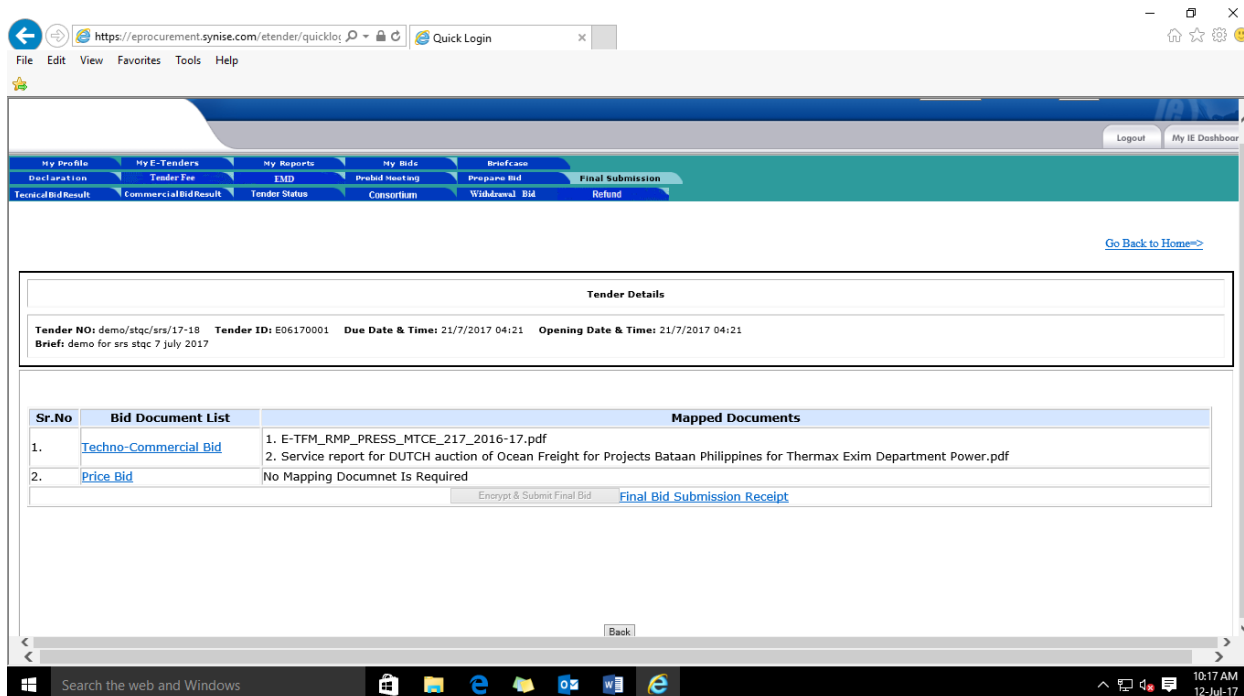 https://eprocurement.synise.com/etender/quicklog
Quick Login
File Edit View Favorites Tools Help
Logout My IE Dashboar
My Profile My E-Tenders My Reports My Bids Briefcase
Declaration Tender Fee EMD Prebid Meeting Prepare Bid Final Submission
TecnicalBidResult CommercialBidResult Tender Status Consortium Withdrawal Bid Refund
Go Back to Home=>
Tender Details
Tender NO: demo/stqc/srs/17-18 Tender ID: E06170001 Due Date & Time: 21/7/2017 04:21 Opening Date & Time: 21/7/2017 04:21
Brief: demo for srs stqc 7 july 2017
Sr.No Bid Document List Mapped Documents
1. Techno-Commercial Bid 1. E-TFM_RMP_PRESS_MTCE_217_2016-17.pdf
2. Service report for DUTCH auction of Ocean Freight for Projects Bataan Philippines for Thermax Exim Department Power.pdf
2. Price Bid No Mapping Documnet Is Required
Encrypt & Submit Final Bid Final Bid Submission Receipt
Back
Search the web and Windows
10:17 AM
12-Jul-17